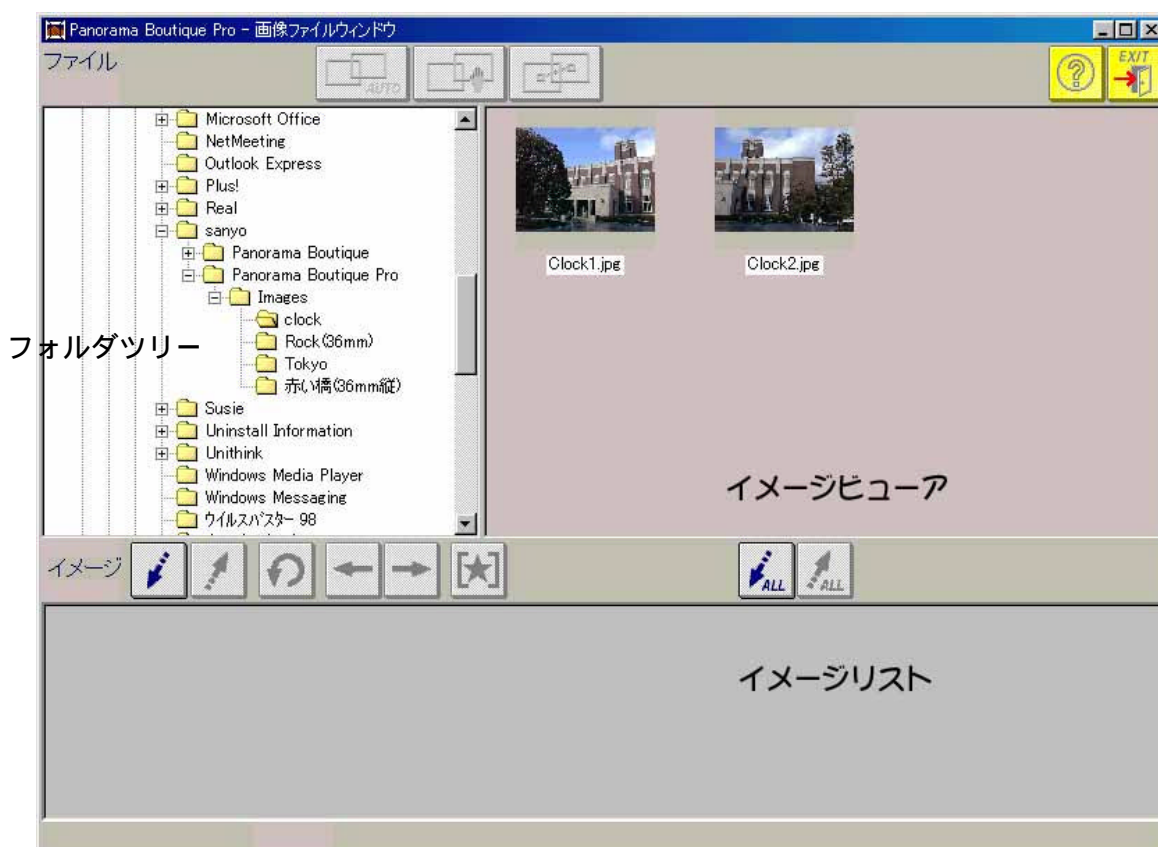 Panorama Boutique Pro - 画像ファイルウィンドウ
ファイル
AUTO
?
EXIT
Microsoft Office
NetMeeting
Outlook Express
Plus!
Real
sanyo
Panorama Boutique
Panorama Boutique Pro
Images
clock
Rock(36mm)
Tokyo
赤い橋(36mm縦)
Susie
Uninstall Information
Unithink
Windows Media Player
Windows Messaging
ウイルスバスター 98
フォルダツリー
Clock1.jpg
Clock2.jpg
イメージビューア
イメージ
ALL
ALL
イメージリスト